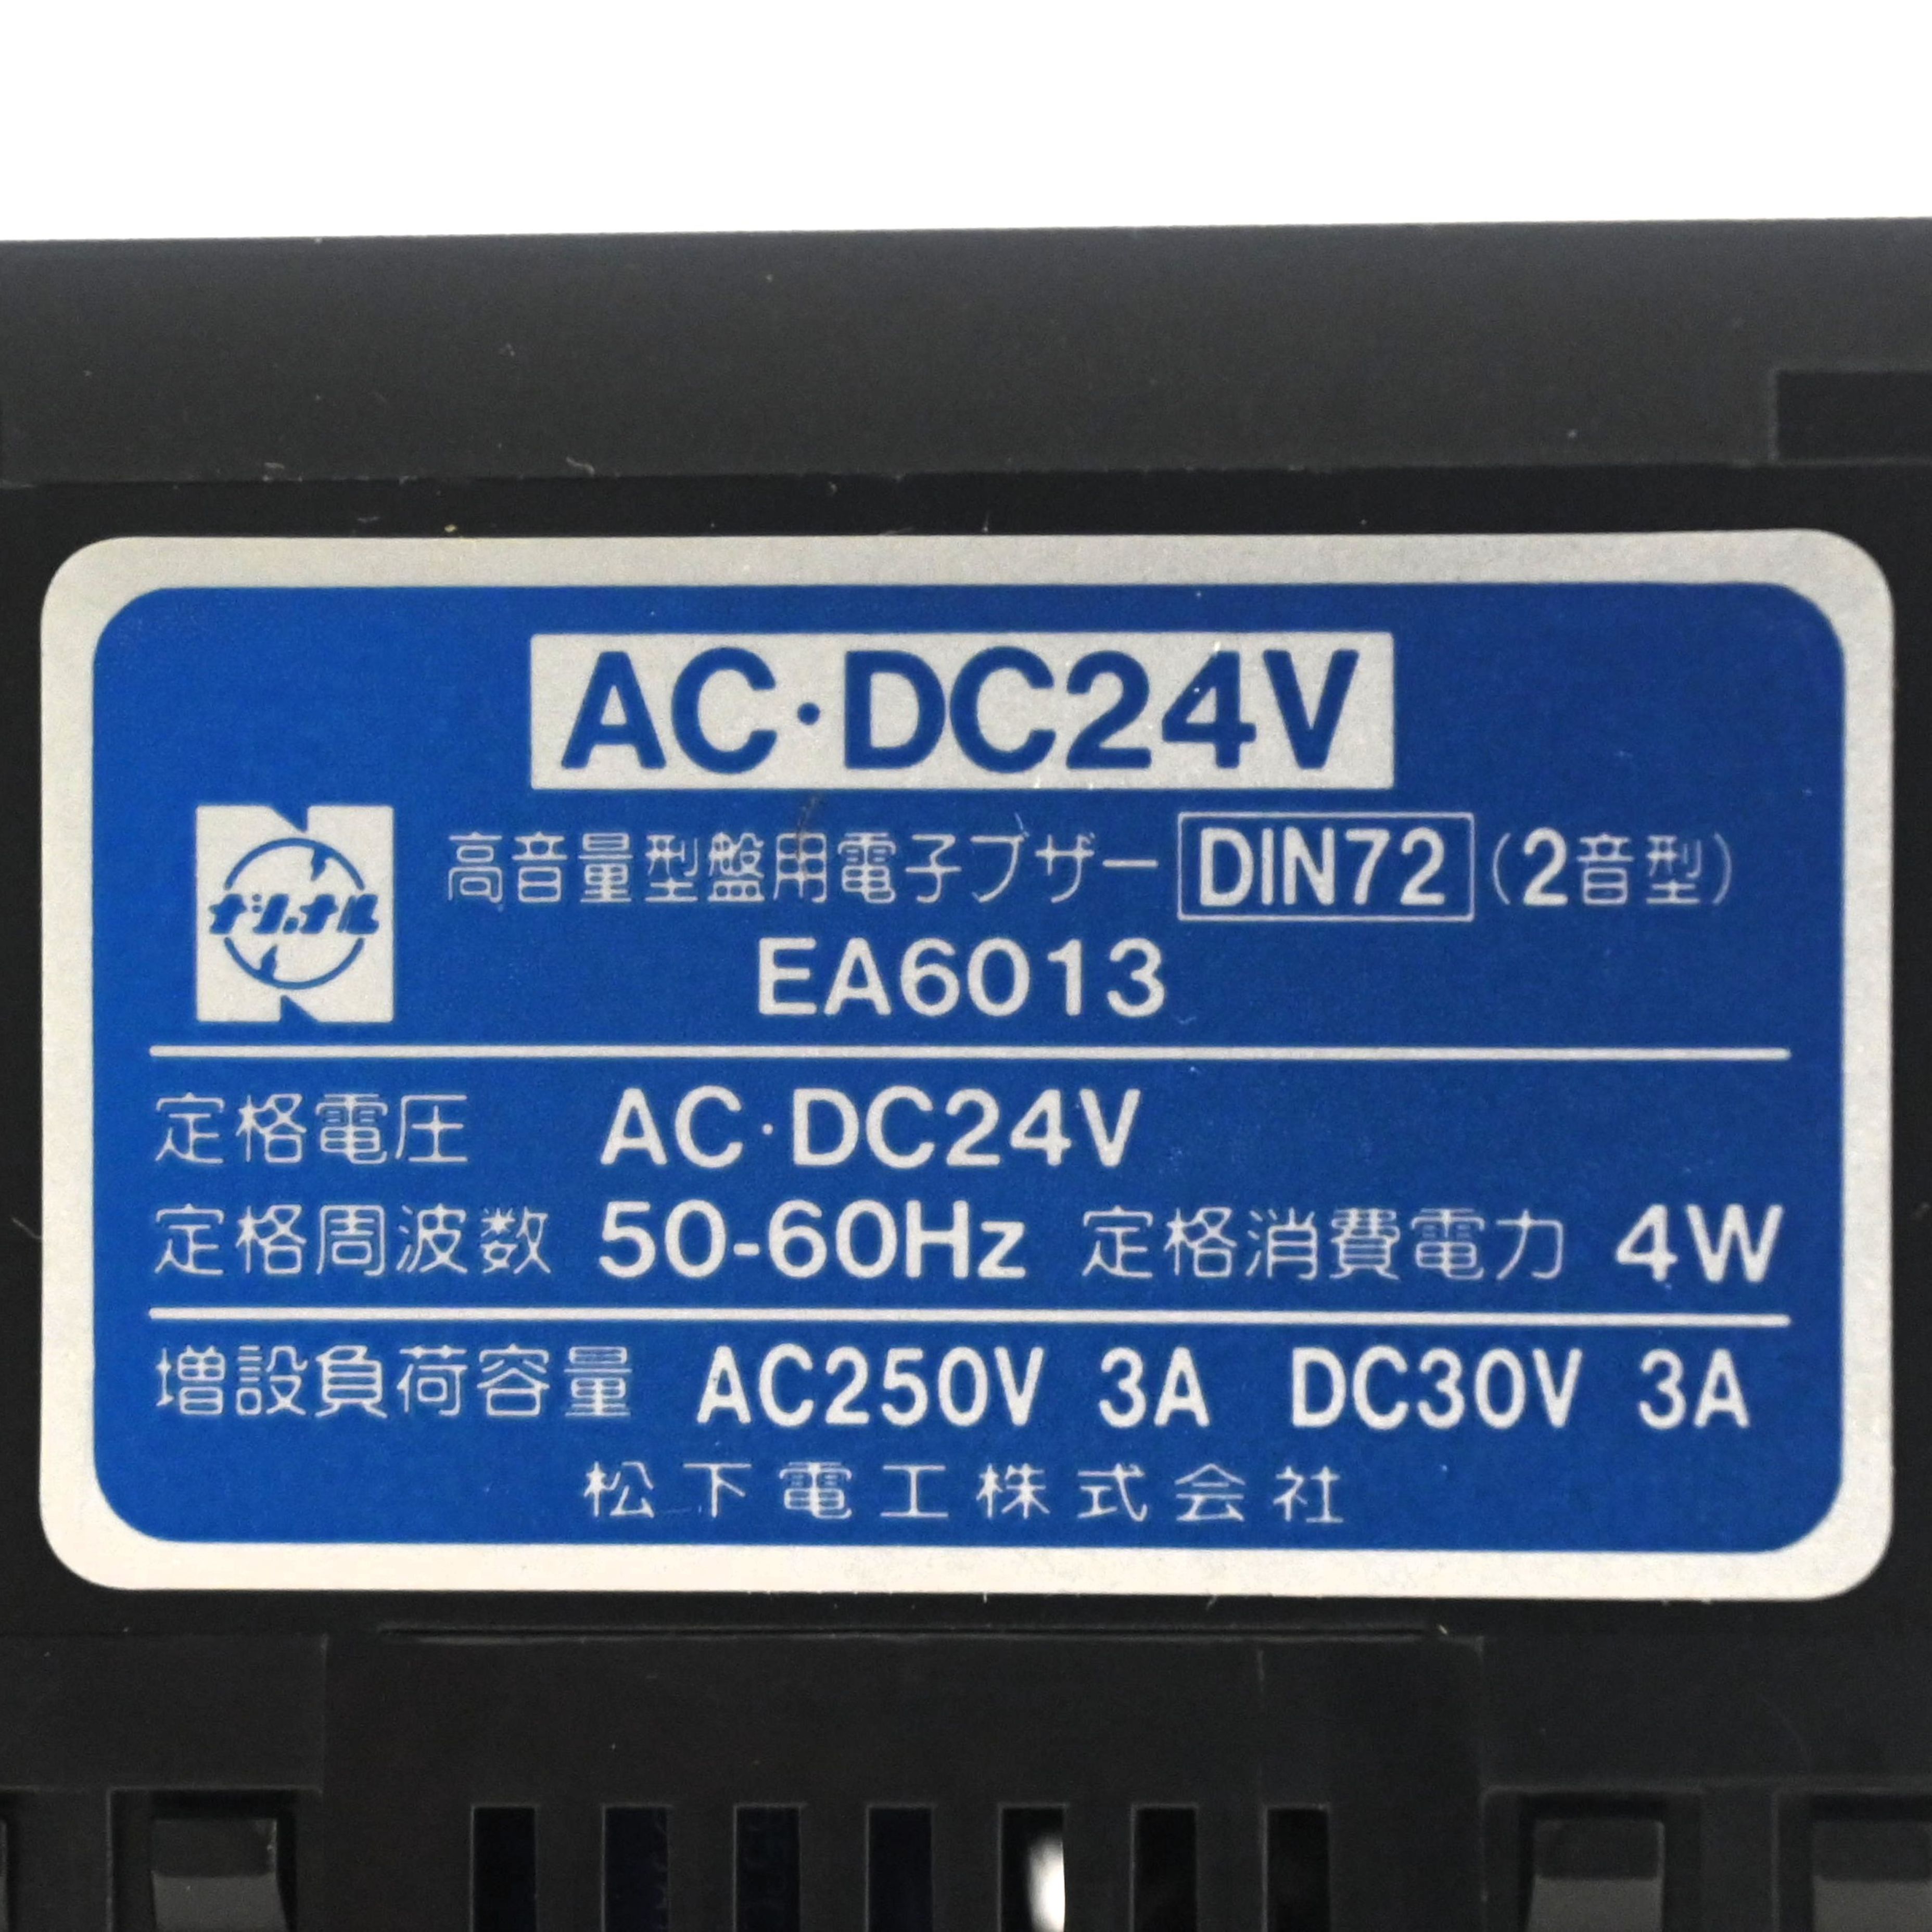 AC・DC24V
ナショナル
高音量型盤用電子ブザー DIN72 (2音型)
EA6013
定格電圧 AC・DC24V
定格周波数 50-60Hz 定格消費電力 4W
増設負荷容量 AC250V 3A DC30V 3A
松下電工株式会社